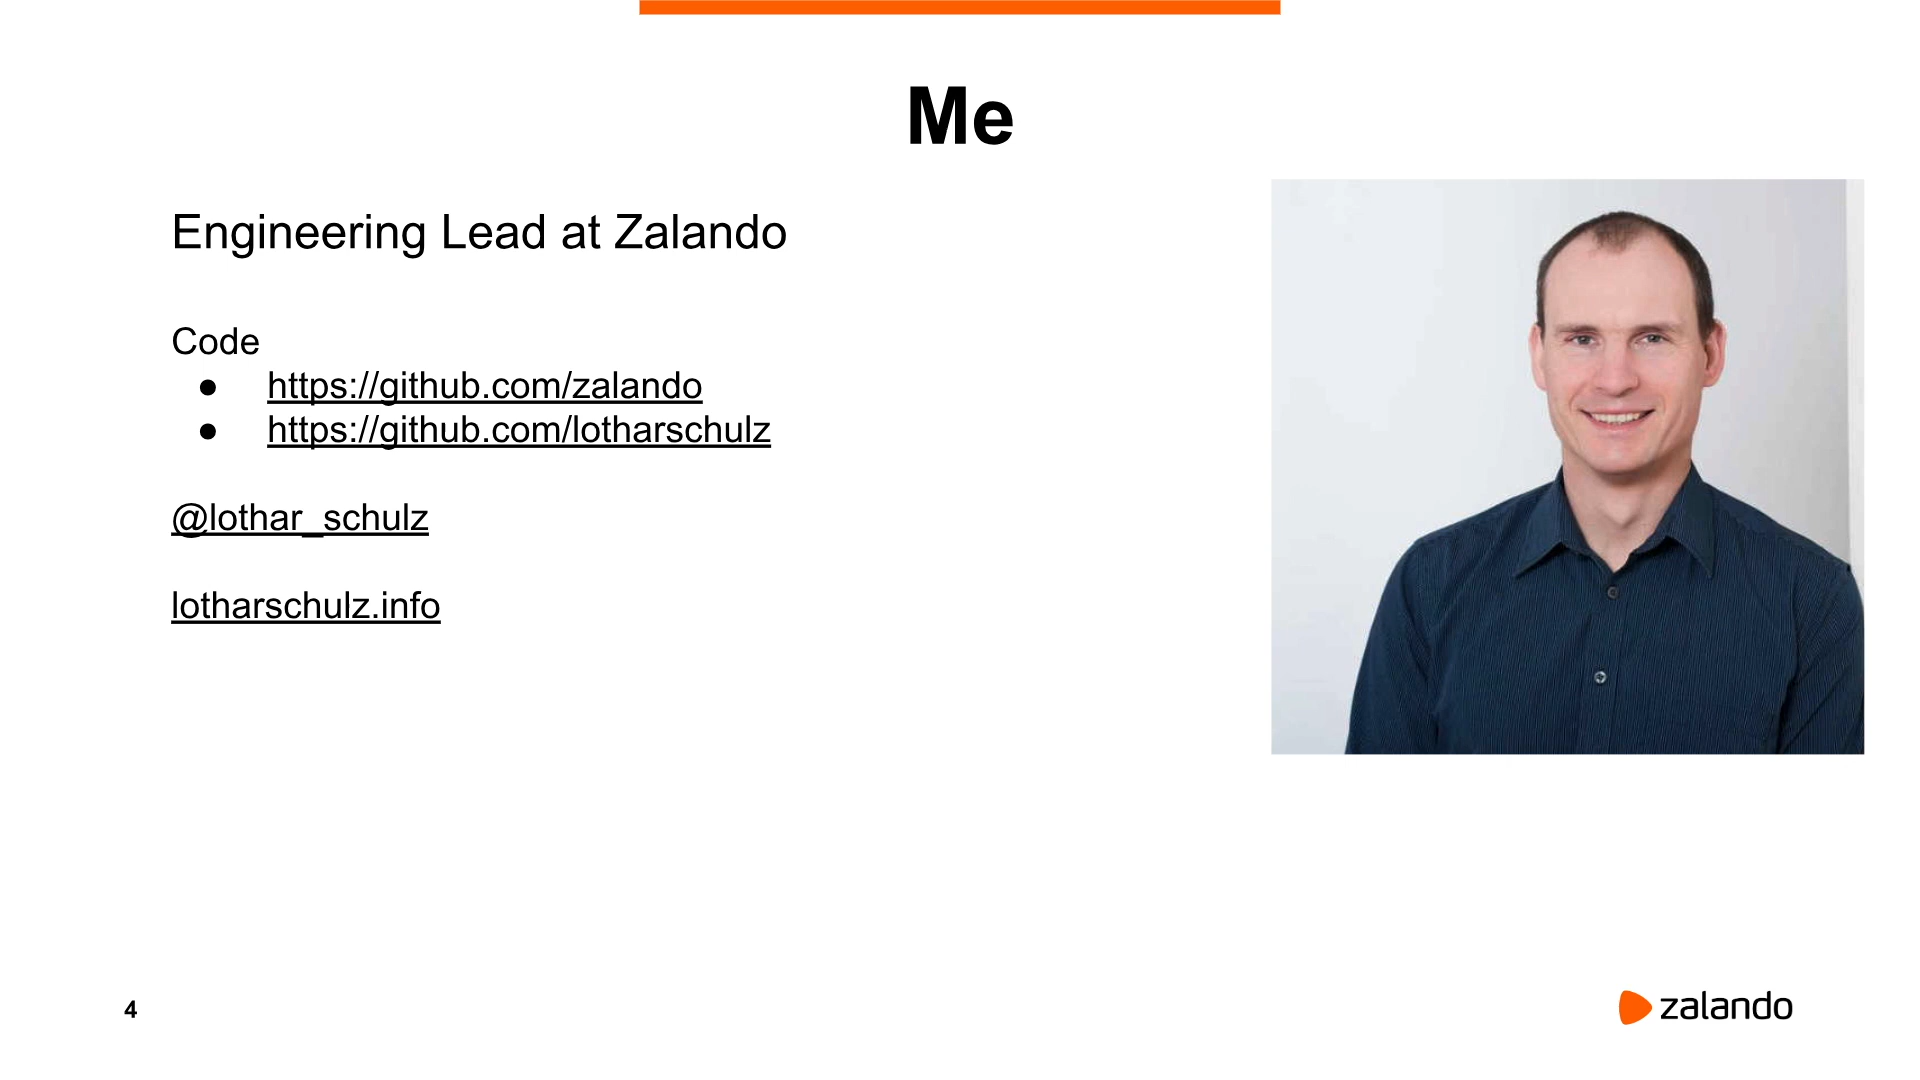 Me
Engineering Lead at Zalando
Code
● https://github.com/zalando
● https://github.com/lotharschulz
@lothar_schulz
lotharschulz.info
4
zalando